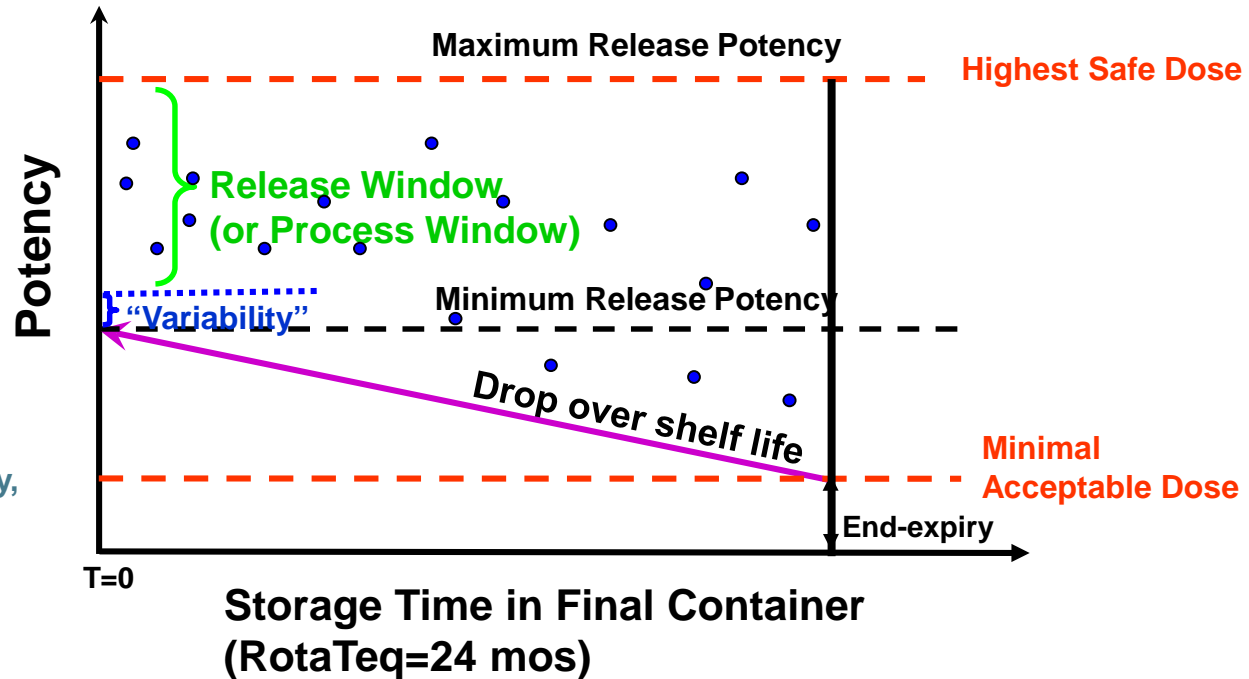 Maximum Release Potency
Highest Safe Dose
Potency
Release Window
(or Process Window)
Minimum Release Potency
“Variability”
Drop over shelf life
y,
Minimal
Acceptable Dose
End-expiry
T=0
Storage Time in Final Container
(RotaTeq=24 mos)